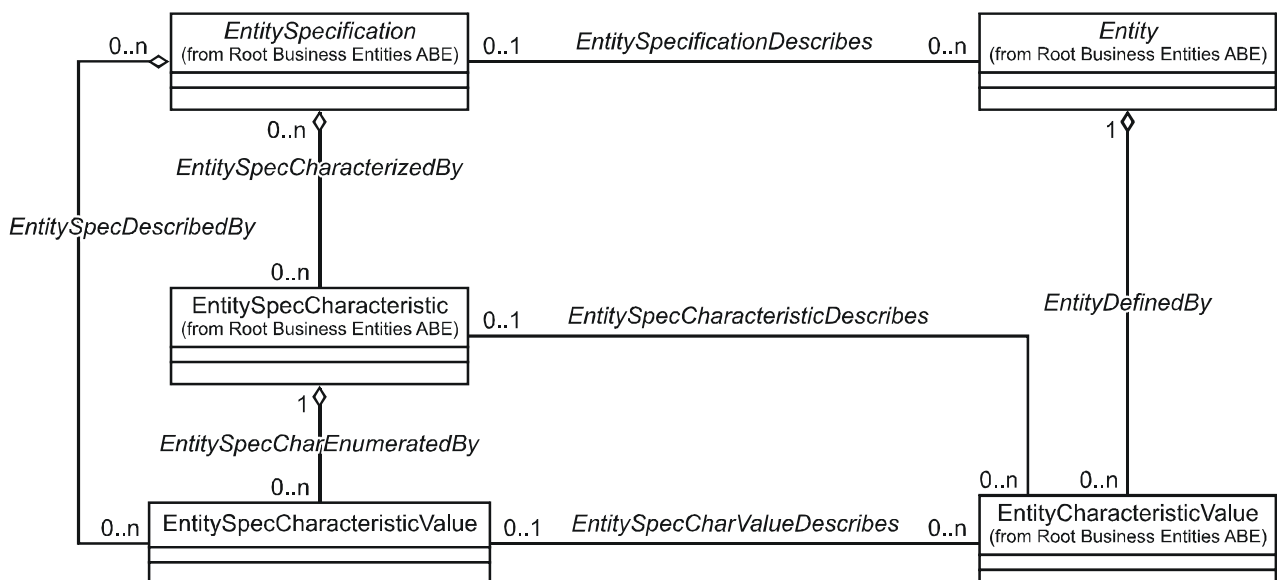 EntitySpecification
(from Root Business Entities ABE)
Entity
(from Root Business Entities ABE)
0..n
0..1
EntitySpecificationDescribes
0..n
0..n
1
EntitySpecCharacterizedBy
EntitySpecDescribedBy
0..n
EntitySpecCharacteristic
(from Root Business Entities ABE)
0..1
EntitySpecCharacteristicDescribes
EntityDefinedBy
1
EntitySpecCharEnumeratedBy
0..n
0..n
0..n
EntitySpecCharacteristicValue
EntityCharacteristicValue
(from Root Business Entities ABE)
0..n
0..1
EntitySpecCharValueDescribes
0..n